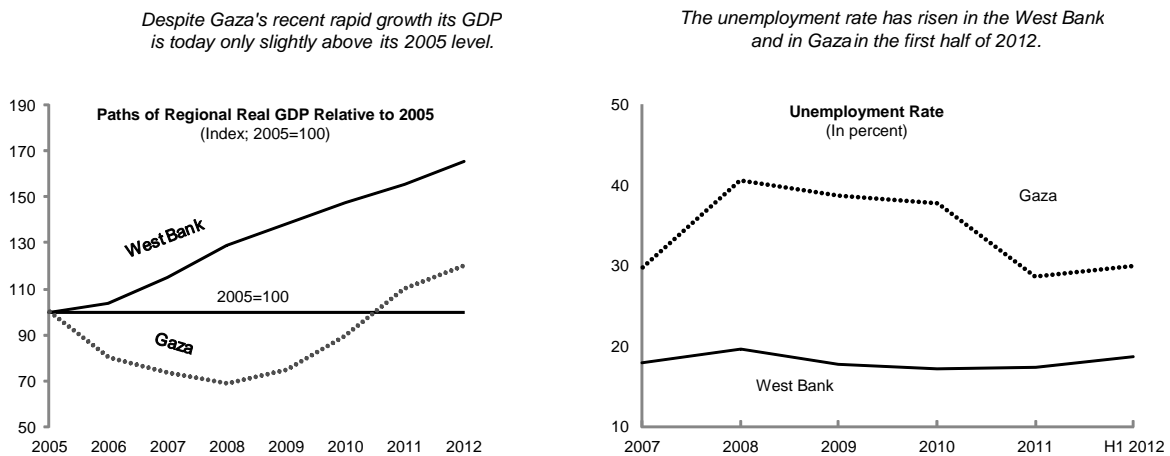 Despite Gaza's recent rapid growth its GDP
is today only slightly above its 2005 level.
Paths of Regional Real GDP Relative to 2005
(Index; 2005=100)
190
170
150
130
110
90
70
50
West Bank
2005=100
Gaza
2005 2006 2007 2008 2009 2010 2011 2012
The unemployment rate has risen in the West Bank
and in Gaza in the first half of 2012.
Unemployment Rate
(In percent)
50
40
30
20
10
Gaza
West Bank
2007 2008 2009 2010 2011 H1 2012